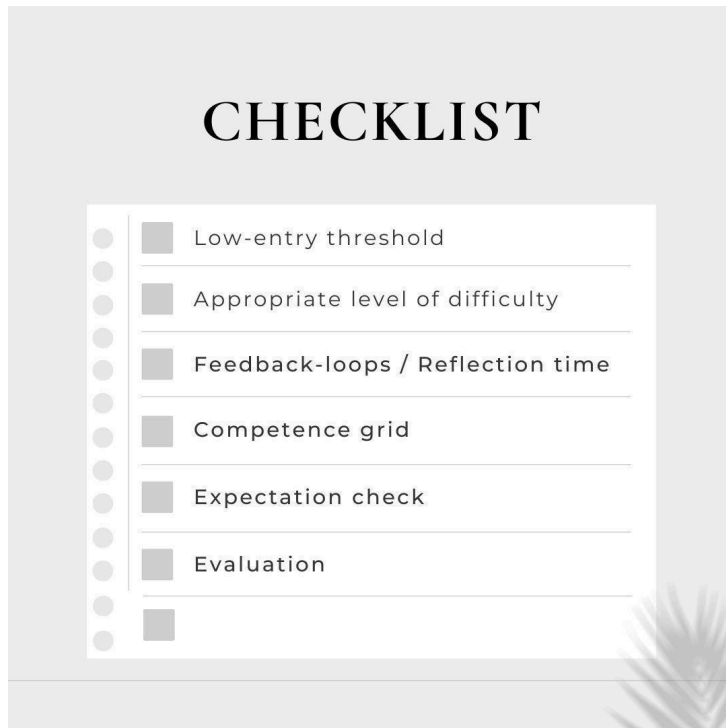 CHECKLIST
Low-entry threshold
Appropriate level of difficulty
Feedback-loops / Reflection time
Competence grid
Expectation check
Evaluation